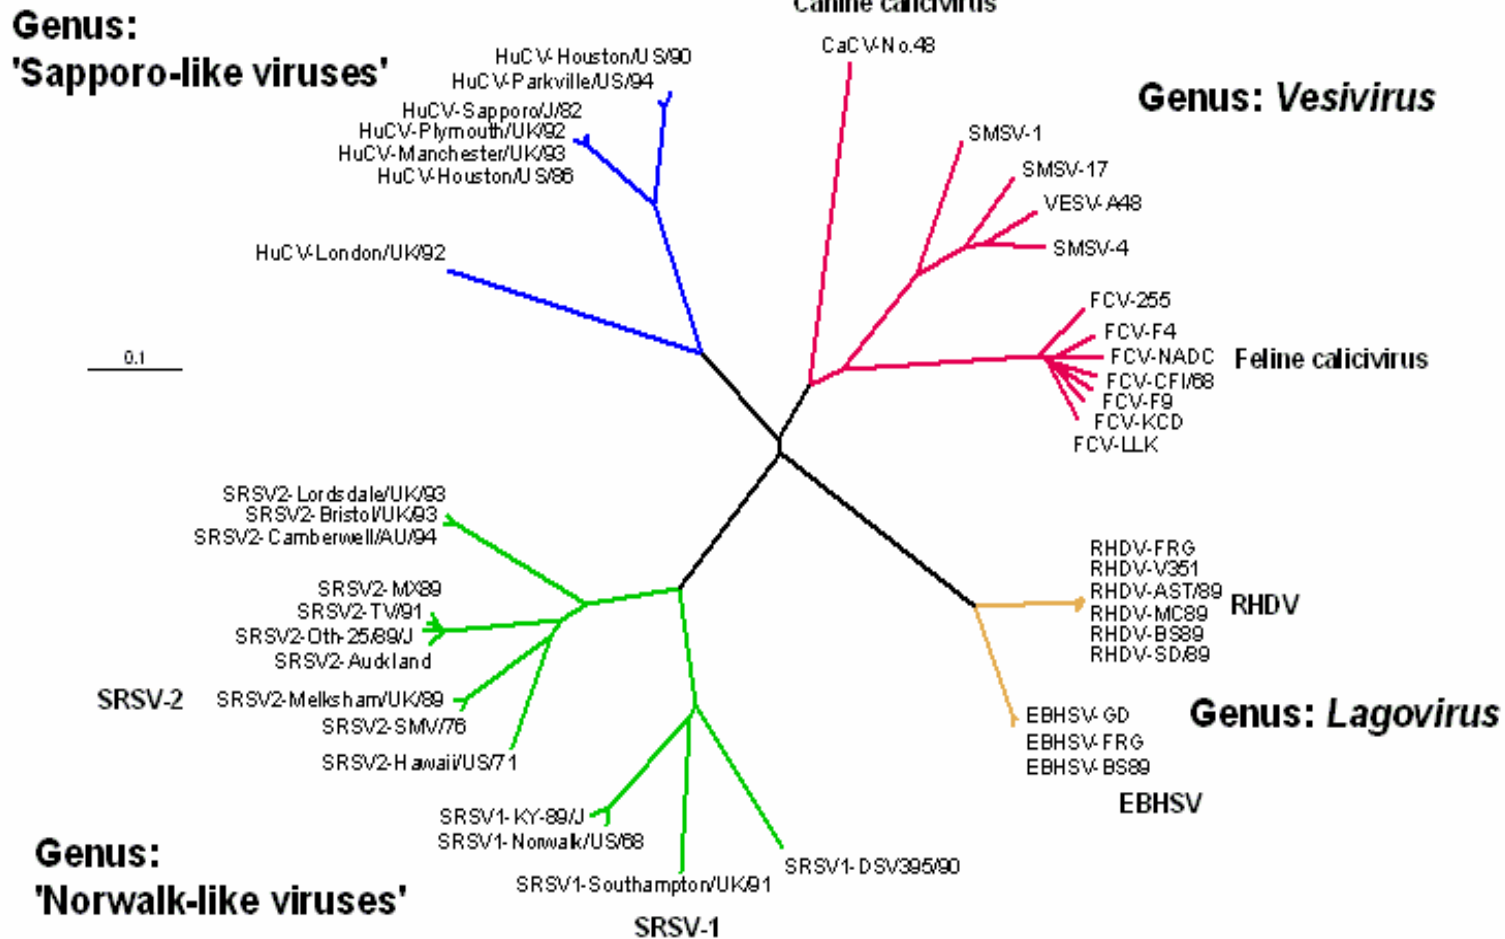 Canine calicivirus
Genus:
'Sapporo-like viruses'
HuCV-Houston/US/90
HuCV-Parkville/US/94
HuCV-Sapporo/J/82
HuCV-Plymouth/UK/92
HuCV-Manchester/UK/93
HuCV-Houston/US/86
HuCV-London/UK/92
0.1
CaCV-No.48
Genus: Vesivirus
SMSV-1
SMSV-17
VESV-A48
SMSV-4
FCV-255
FCV-F4
FCV-NADC
FCV-CFI/68
FCV-F9
FCV-KCD
FCV-LLK
Feline calicivirus
SRSV2-Lordsdale/UK/93
SRSV2-Bristol/UK/93
SRSV2-Camberwell/AU/94
SRSV2-MX89
SRSV2-TV/91
SRSV2-Oth-25/89/J
SRSV2-Auckland
SRSV-2
SRSV2-Melksham/UK/89
SRSV2-SMV/76
SRSV2-Hawaii/US/71
RHDV-FRG
RHDV-V351
RHDV-AST/89
RHDV-MC89
RHDV-BS89
RHDV-SD/89
RHDV
Genus: Lagovirus
EBHSV-GD
EBHSV-FRG
EBHSV-BS89
EBHSV
SRSV1-KY-89/J
SRSV1-Norwalk/US/68
SRSV1-Southampton/UK/91
SRSV1-DSV395/90
SRSV-1
Genus:
'Norwalk-like viruses'